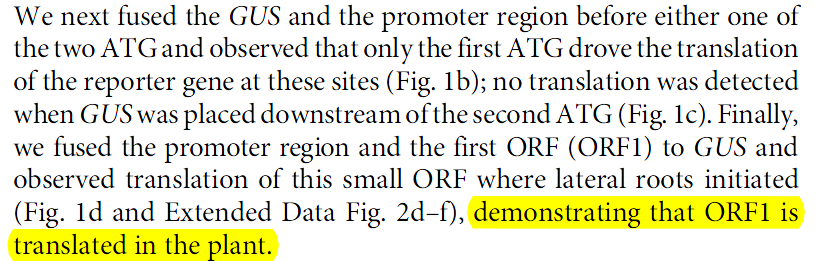 We next fused the GUS and the promoter region before either one of
the two ATG and observed that only the first ATG drove the translation
of the reporter gene at these sites (Fig. 1b); no translation was detected
when GUS was placed downstream of the second ATG (Fig. 1c). Finally,
we fused the promoter region and the first ORF (ORF1) to GUS and
observed translation of this small ORF where lateral roots initiated
(Fig. 1d and Extended Data Fig. 2d–f), demonstrating that ORF1 is
translated in the plant.